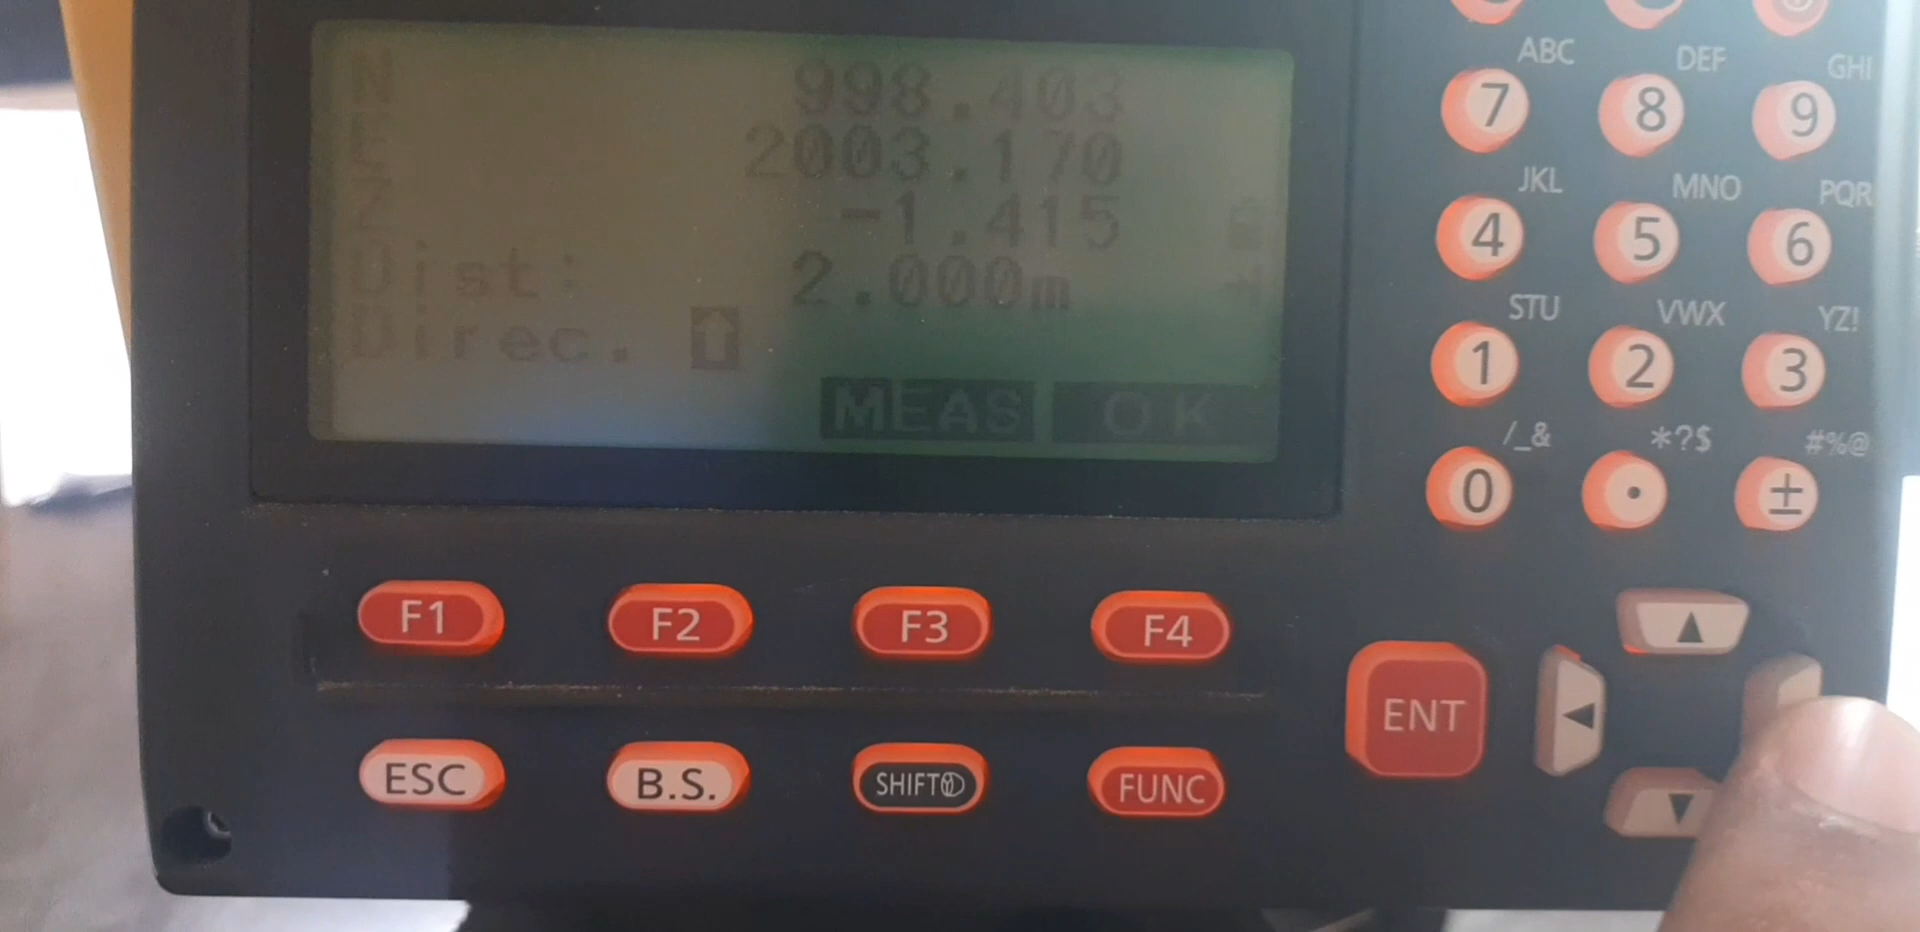 N 998.403
E 2003.170
Z -1.415
Dist: 2.000m
Direc. ↑
MEAS OK
ABC DEF GHI
7 8 9
JKL MNO PQR
4 5 6
STU VWX YZ!
1 2 3
/_& *?$ #%@
0 . ±
F1 F2 F3 F4
ENT ▲ ◀ ▼
ESC B.S. SHIFT FUNC